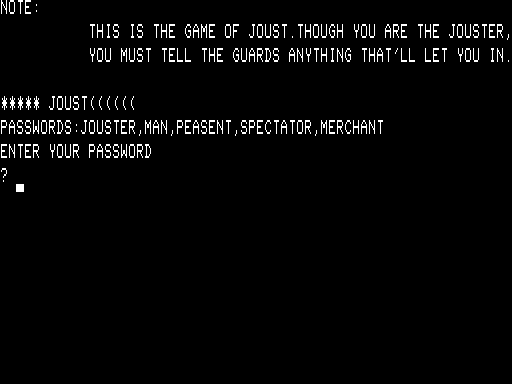 NOTE:
THIS IS THE GAME OF JOUST.THOUGH YOU ARE THE JOUSTER,
YOU MUST TELL THE GUARDS ANYTHING THAT'LL LET YOU IN.
***** JOUST((((((
PASSWORDS:JOUSTER,MAN,PEASENT,SPECTATOR,MERCHANT
ENTER YOUR PASSWORD
?